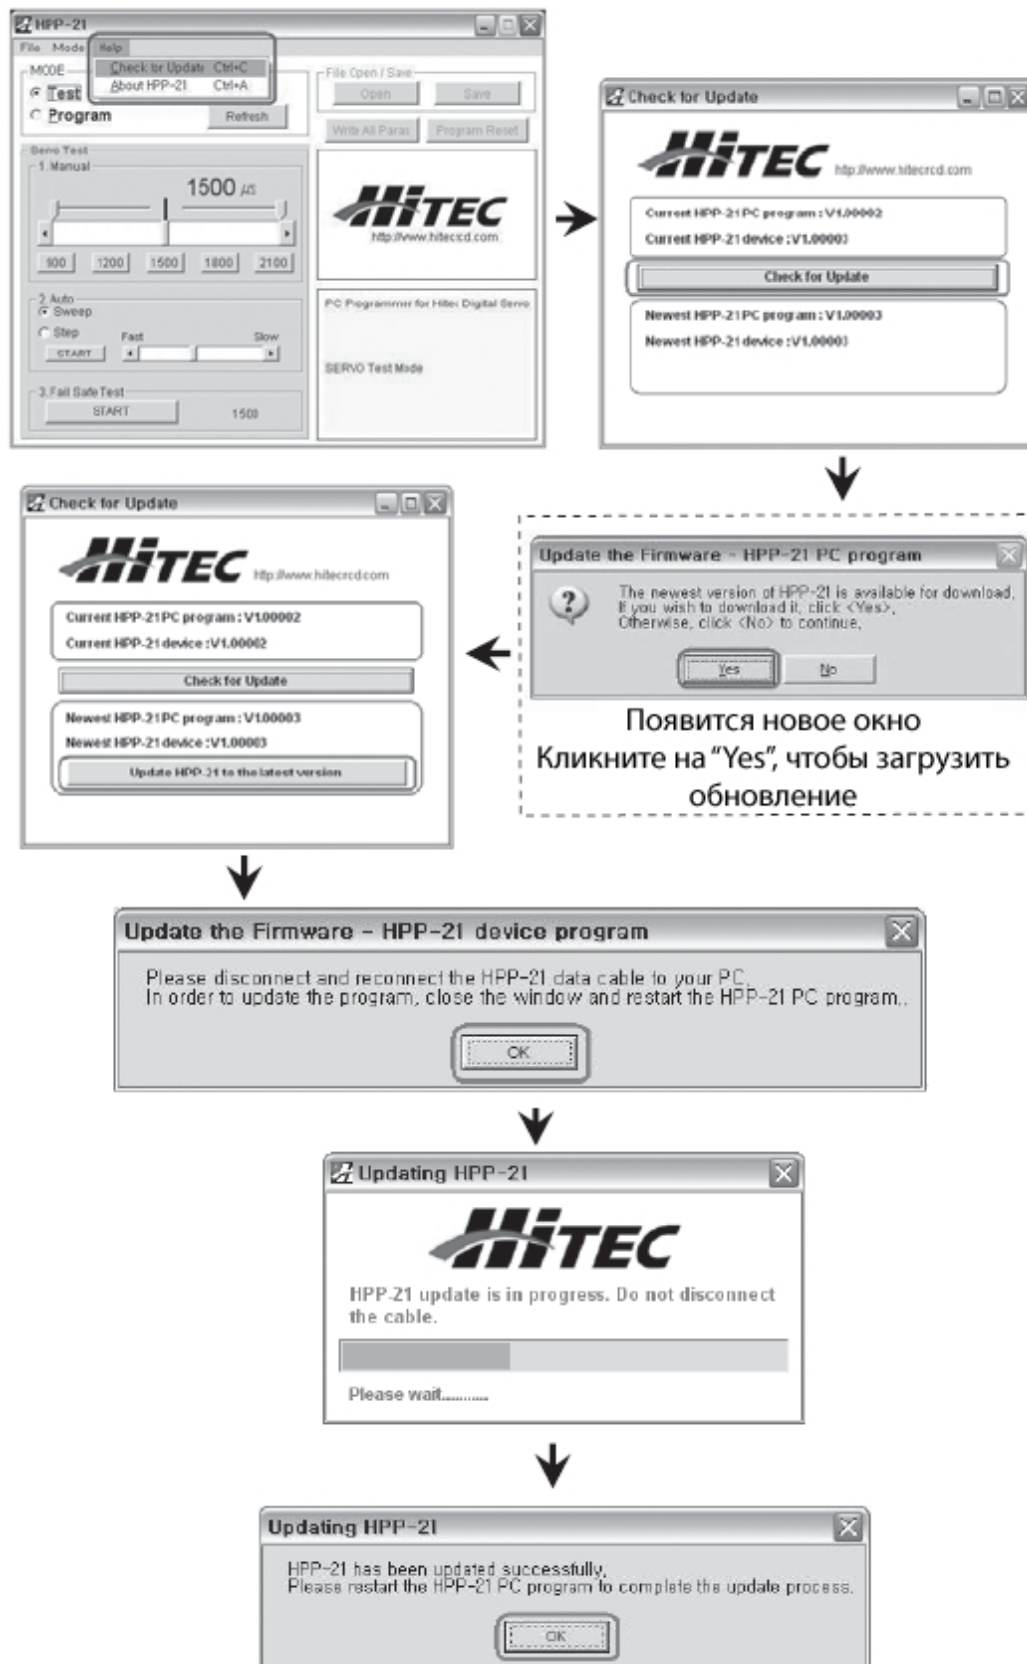 HPP-21
File Mode Help
Check for Update Ctrl+C
About HPP-21 Ctrl+A
MODE
Test
Program
Refresh
File Open / Save
Open Save
Write All Paras Program Reset
Servo Test
1. Manual
1500 µs
900 1200 1500 1800 2100
HiTEC
http://www.hitecrcd.com
2. Auto
Sweep
Step
Fast Slow
START
PC Programmer for Hitec Digital Servo
SERVO Test Mode
3. Fail Safe Test
START 1500
Check for Update
HiTEC http://www.hitecrcd.com
Current HPP-21 PC program : V1.00002
Current HPP-21 device : V1.00003
Check for Update
Newest HPP-21 PC program : V1.00003
Newest HPP-21 device : V1.00003
Update the Firmware - HPP-21 PC program
The newest version of HPP-21 is available for download.
If you wish to download it, click <Yes>,
Otherwise, click <No> to continue.
Yes No
Появится новое окно
Кликните на “Yes”, чтобы загрузить
обновление
Check for Update
HiTEC http://www.hitecrcd.com
Current HPP-21 PC program : V1.00002
Current HPP-21 device : V1.00002
Check for Update
Newest HPP-21 PC program : V1.00003
Newest HPP-21 device : V1.00003
Update HPP-21 to the latest version
Update the Firmware - HPP-21 device program
Please disconnect and reconnect the HPP-21 data cable to your PC.
In order to update the program, close the window and restart the HPP-21 PC program..
OK
Updating HPP-21
HiTEC
HPP-21 update is in progress. Do not disconnect
the cable.
Please wait............
Updating HPP-21
HPP-21 has been updated successfully.
Please restart the HPP-21 PC program to complete the update process.
OK